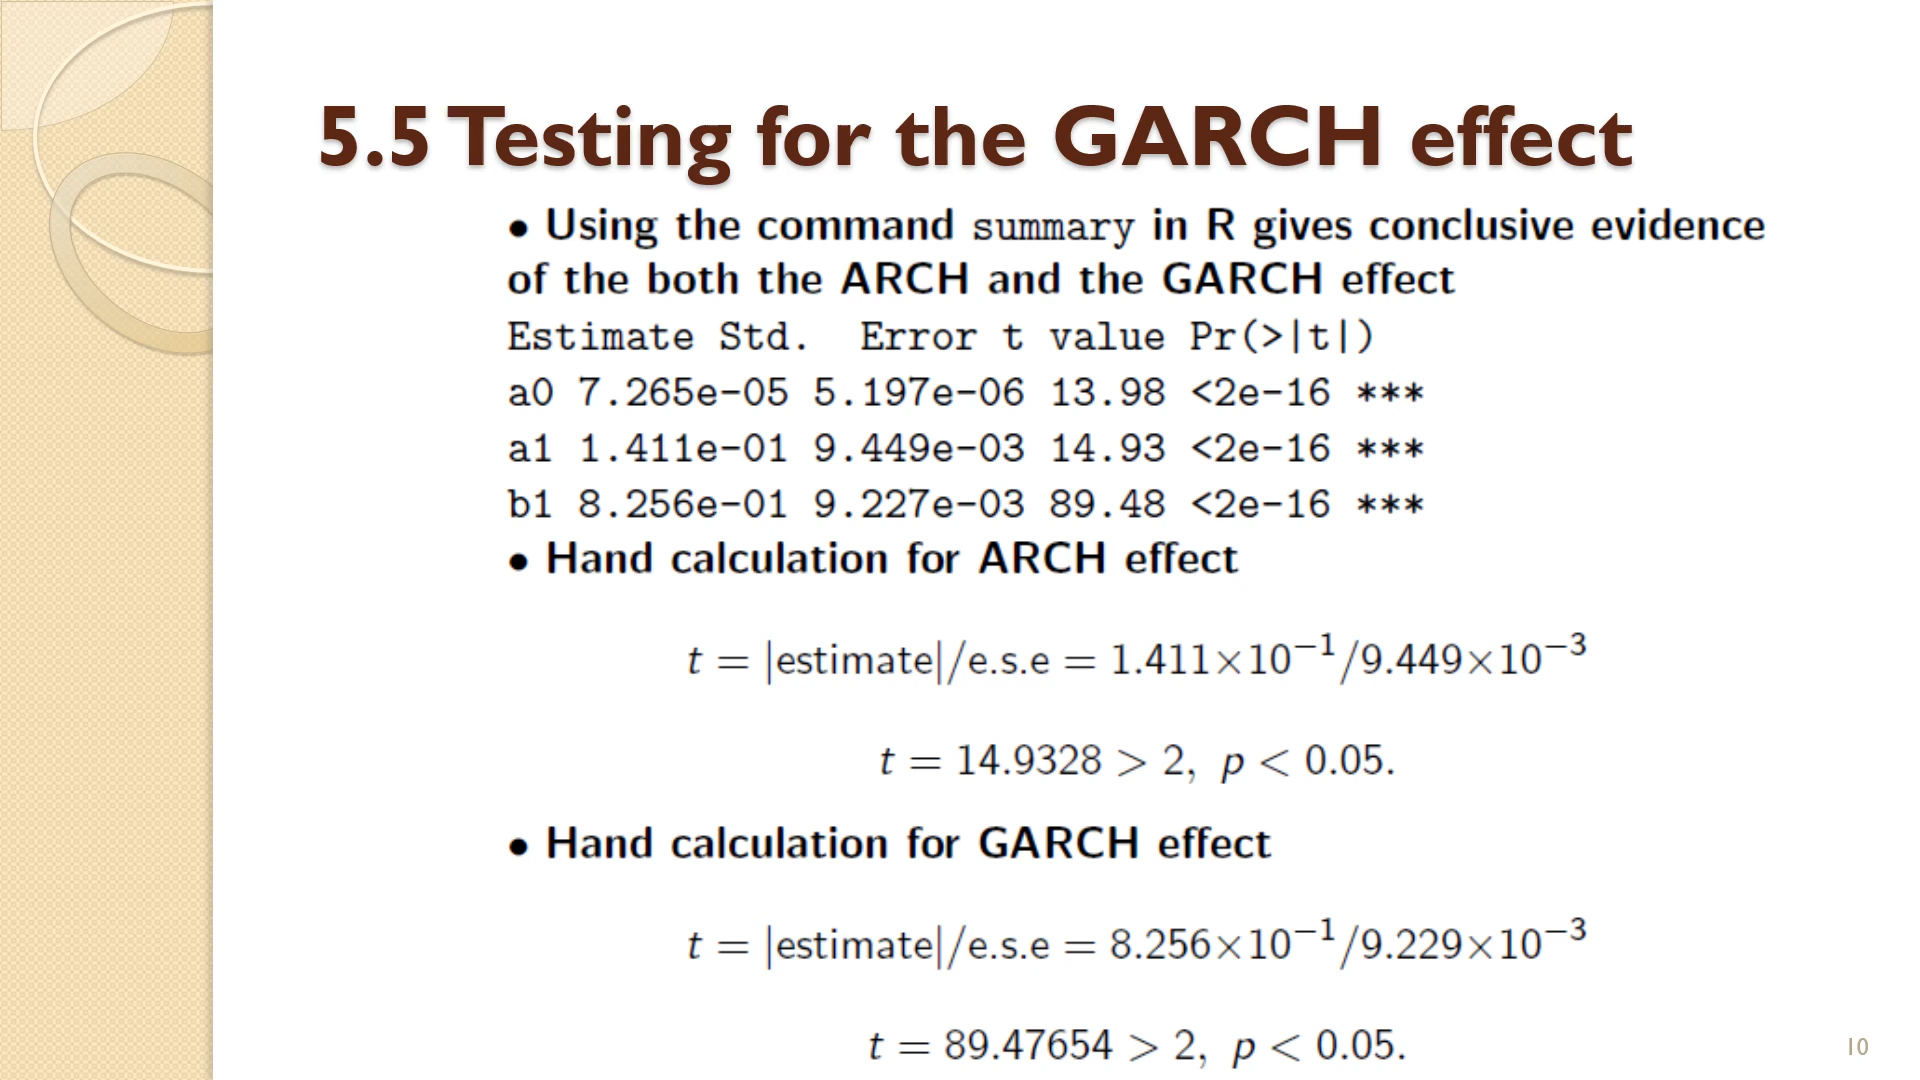 5.5 Testing for the GARCH effect
• Using the command summary in R gives conclusive evidence
of the both the ARCH and the GARCH effect
Estimate Std. Error t value Pr(>|t|)
a0 7.265e-05 5.197e-06 13.98 <2e-16 ***
a1 1.411e-01 9.449e-03 14.93 <2e-16 ***
b1 8.256e-01 9.227e-03 89.48 <2e-16 ***
• Hand calculation for ARCH effect
t = |estimate|/e.s.e = 1.411×10⁻¹/9.449×10⁻³
t = 14.9328 > 2, p < 0.05.
• Hand calculation for GARCH effect
t = |estimate|/e.s.e = 8.256×10⁻¹/9.229×10⁻³
t = 89.47654 > 2, p < 0.05.
10